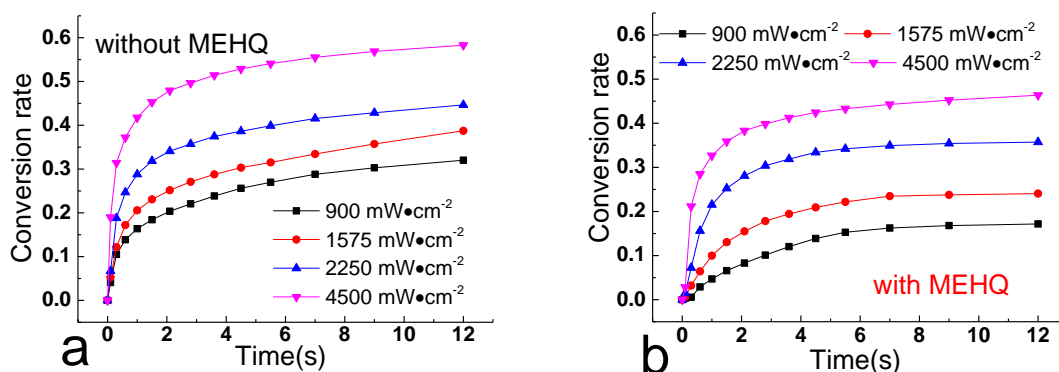 without MEHQ
Conversion rate
0.6
0.5
0.4
0.3
0.2
0.1
0.0
900 mW●cm-2
1575 mW●cm-2
2250 mW●cm-2
4500 mW●cm-2
0 2 4 6 8 10 12
Time(s)
a
900 mW●cm-2 1575 mW●cm-2
2250 mW●cm-2 4500 mW●cm-2
Conversion rate
0.6
0.5
0.4
0.3
0.2
0.1
0.0
with MEHQ
0 2 4 6 8 10 12
Time(s)
b